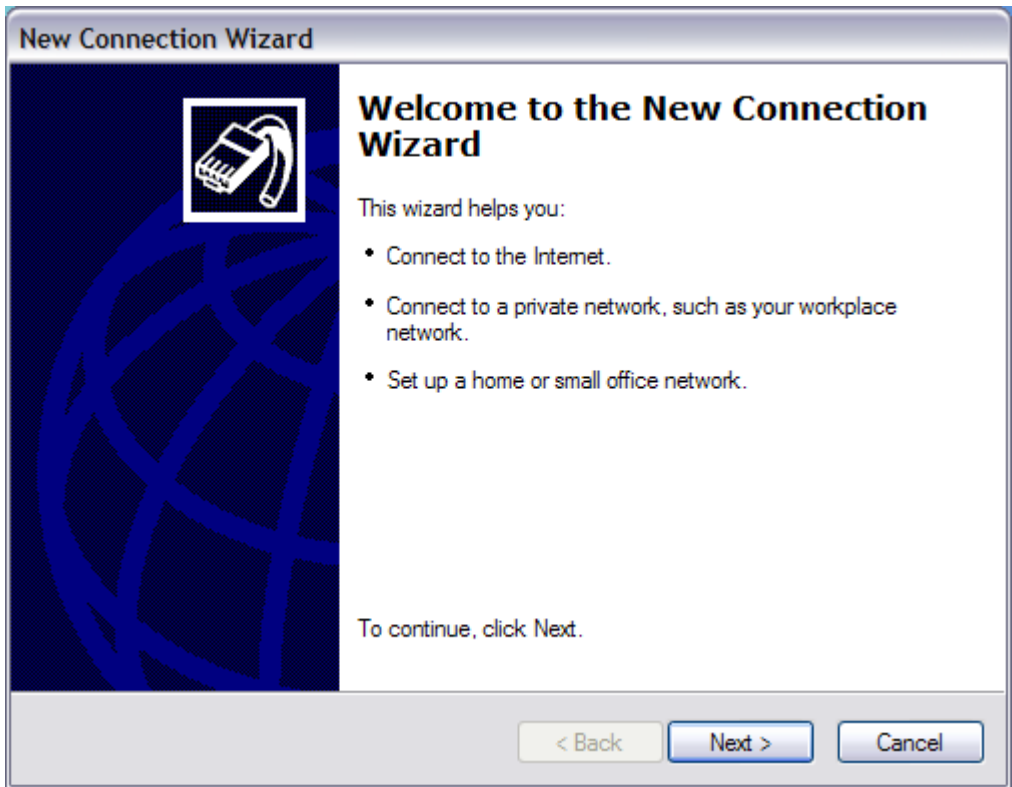 New Connection Wizard
Welcome to the New Connection
Wizard
This wizard helps you:
• Connect to the Internet.
• Connect to a private network, such as your workplace
network.
• Set up a home or small office network.
To continue, click Next.
< Back Next > Cancel